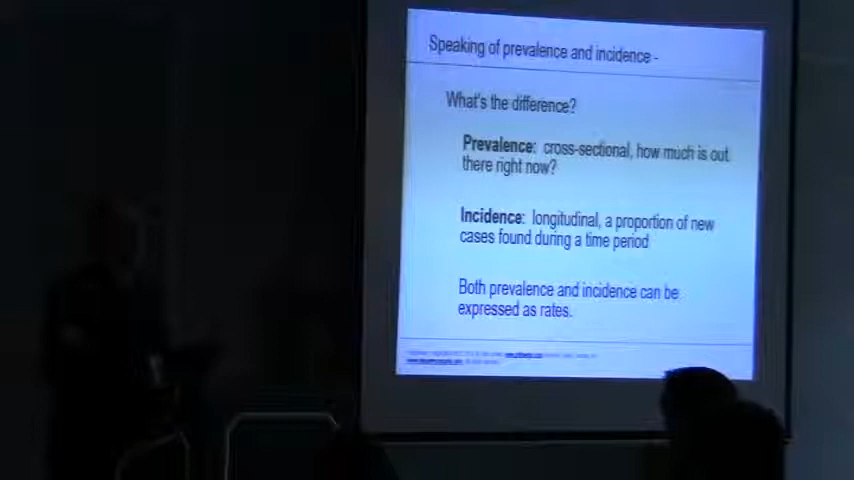 Speaking of prevalence and incidence -
What's the difference?
Prevalence: cross-sectional, how much is out
there right now?
Incidence: longitudinal, a proportion of new
cases found during a time period
Both prevalence and incidence can be
expressed as rates.